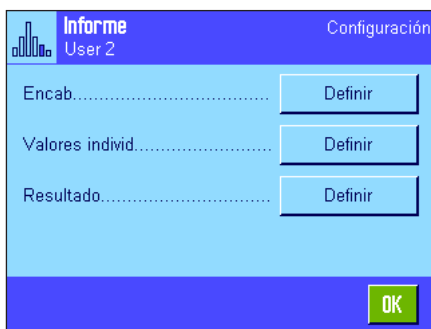 Informe
Configuración
User 2
Encab.................................. Definir
Valores individ........................... Definir
Resultado............................... Definir
OK